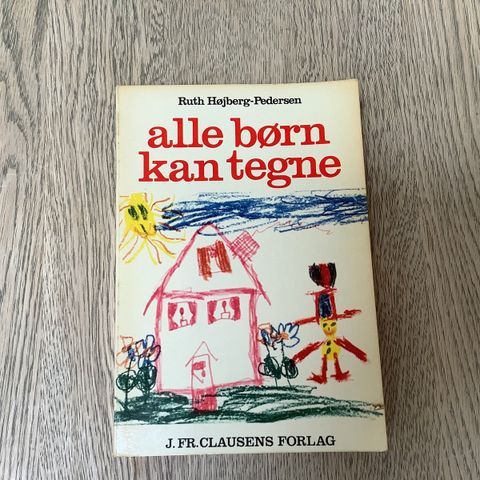 Ruth Højberg-Pedersen
alle børn
kan tegne
J. FR. CLAUSENS FORLAG